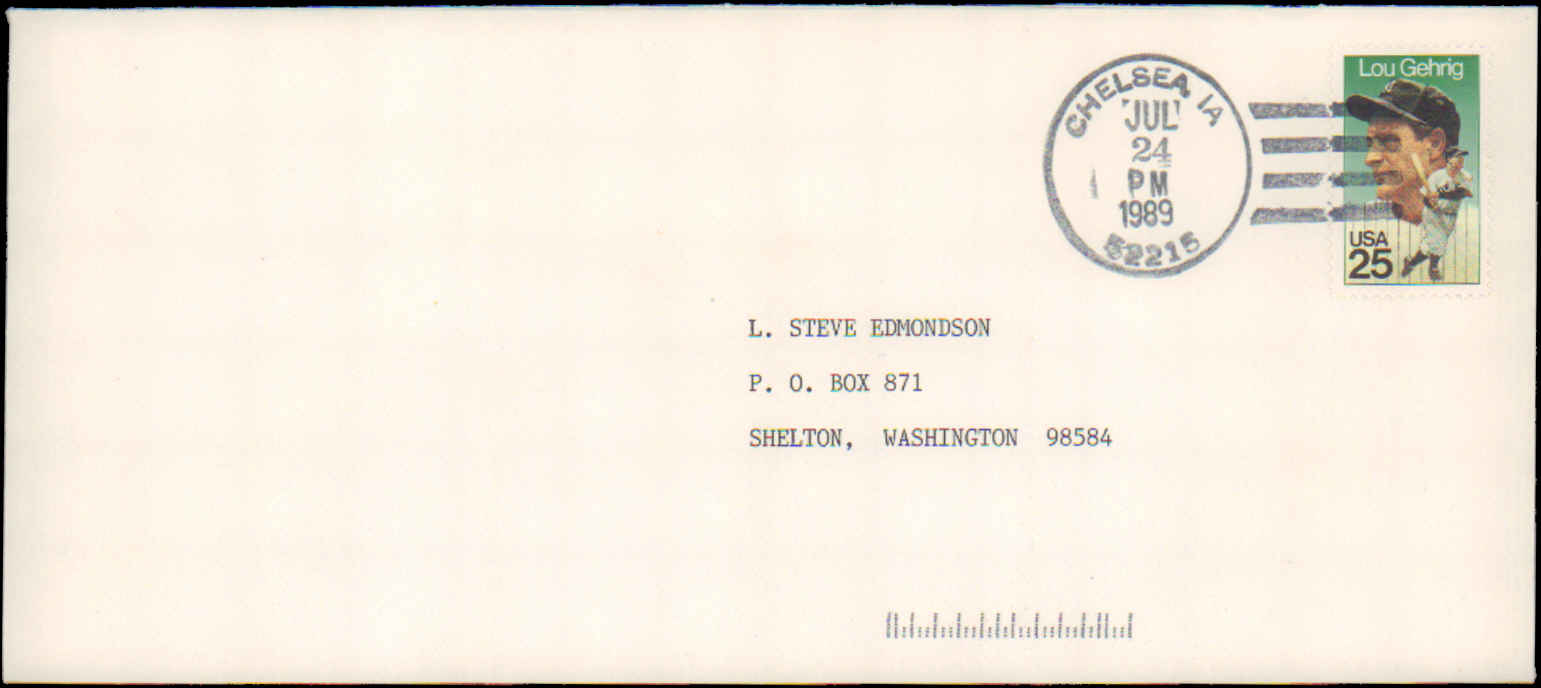 CHELSEA, IA
JUL
24
PM
1989
52215
Lou Gehrig
USA
25
L. STEVE EDMONDSON
P. O. BOX 871
SHELTON, WASHINGTON 98584